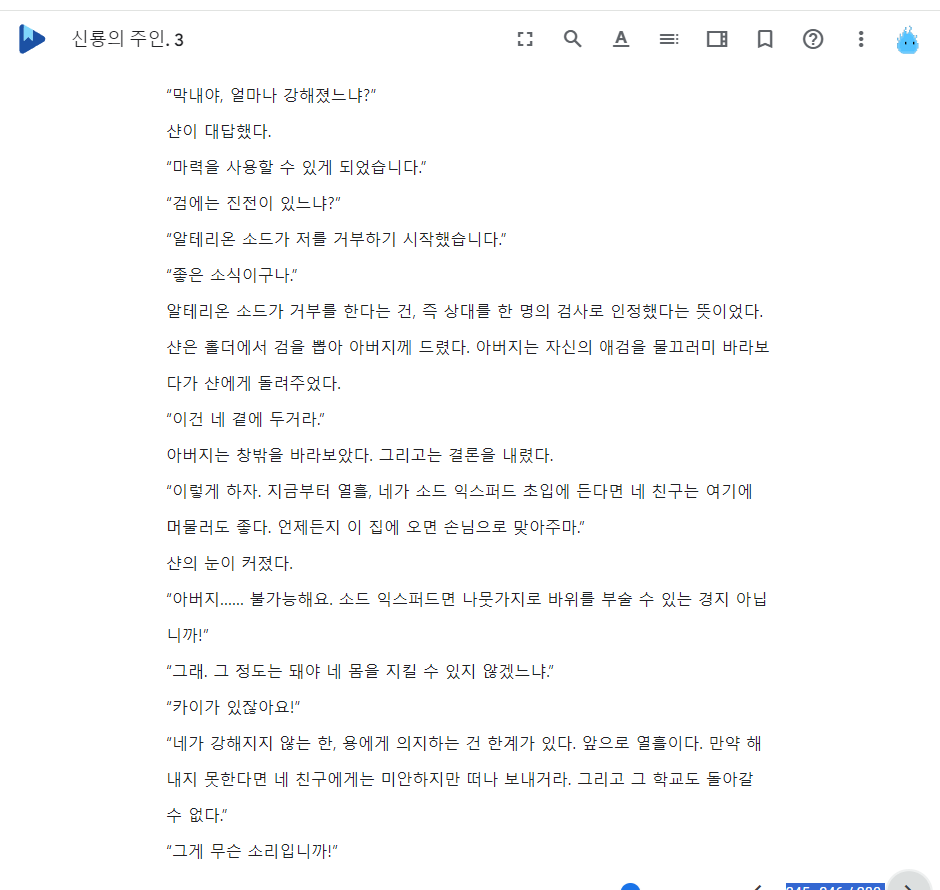 신룡의 주인. 3
“막내야, 얼마나 강해졌느냐?”
샨이 대답했다.
“마력을 사용할 수 있게 되었습니다.”
“검에는 진전이 있느냐?”
“알테리온 소드가 저를 거부하기 시작했습니다.”
“좋은 소식이구나.”
알테리온 소드가 거부를 한다는 건, 즉 상대를 한 명의 검사로 인정했다는 뜻이었다.
샨은 홀더에서 검을 뽑아 아버지께 드렸다. 아버지는 자신의 애검을 물끄러미 바라보
다가 샨에게 돌려주었다.
“이건 네 곁에 두거라.”
아버지는 창밖을 바라보았다. 그리고는 결론을 내렸다.
“이렇게 하자. 지금부터 열흘, 네가 소드 익스퍼드 초입에 든다면 네 친구는 여기에
머물러도 좋다. 언제든지 이 집에 오면 손님으로 맞아주마.”
샨의 눈이 커졌다.
“아버지...... 불가능해요. 소드 익스퍼드면 나뭇가지로 바위를 부술 수 있는 경지 아닙
니까!”
“그래. 그 정도는 돼야 네 몸을 지킬 수 있지 않겠느냐.”
“카이가 있잖아요!”
“네가 강해지지 않는 한, 용에게 의지하는 건 한계가 있다. 앞으로 열흘이다. 만약 해
내지 못한다면 네 친구에게는 미안하지만 떠나 보내거라. 그리고 그 학교도 돌아갈
수 없다.”
“그게 무슨 소리입니까!”